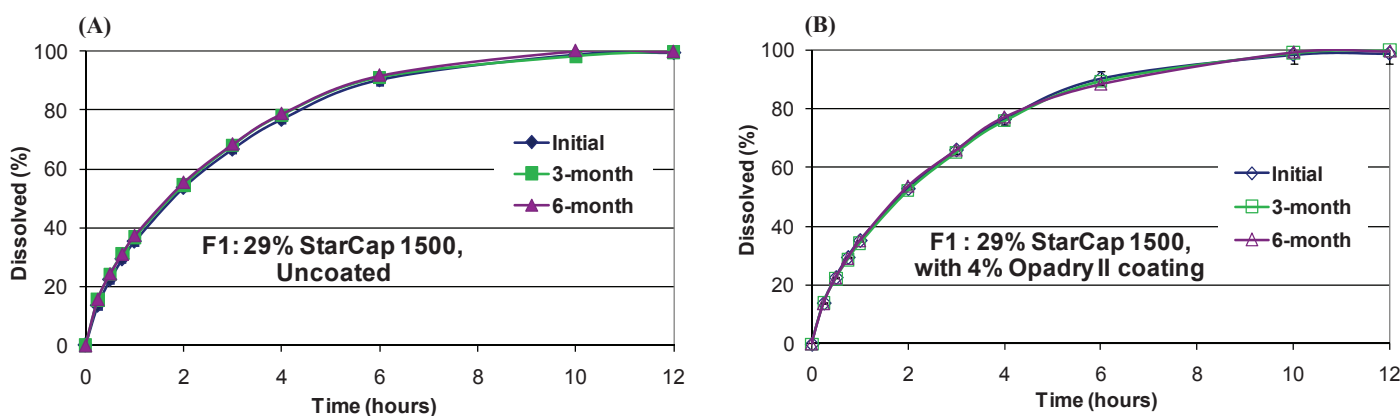 (A)
Dissolved (%)
100
80
60
40
20
0
Initial
3-month
6-month
F1: 29% StarCap 1500,
Uncoated
0 2 4 6 8 10 12
Time (hours)
(B)
Dissolved (%)
100
80
60
40
20
0
Initial
3-month
6-month
F1 : 29% StarCap 1500,
with 4% Opadry II coating
0 2 4 6 8 10 12
Time (hours)